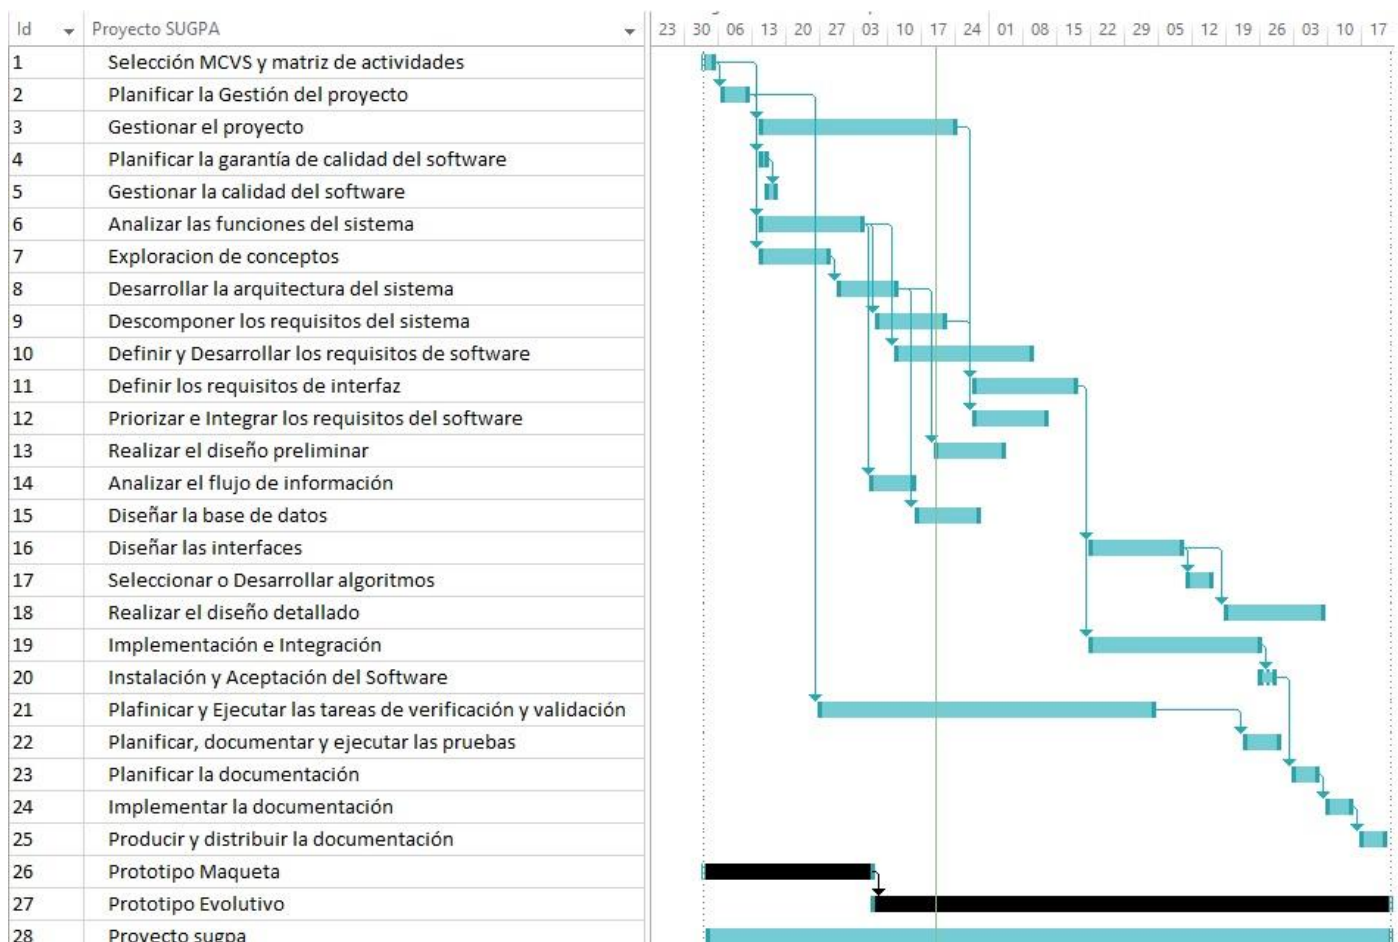 Id Proyecto SUGPA 23 30 06 13 20 27 03 10 17 24 01 08 15 22 29 05 12 19 26 03 10 17
1 Selección MCVS y matriz de actividades
2 Planificar la Gestión del proyecto
3 Gestionar el proyecto
4 Planificar la garantía de calidad del software
5 Gestionar la calidad del software
6 Analizar las funciones del sistema
7 Exploracion de conceptos
8 Desarrollar la arquitectura del sistema
9 Descomponer los requisitos del sistema
10 Definir y Desarrollar los requisitos de software
11 Definir los requisitos de interfaz
12 Priorizar e Integrar los requisitos del software
13 Realizar el diseño preliminar
14 Analizar el flujo de información
15 Diseñar la base de datos
16 Diseñar las interfaces
17 Seleccionar o Desarrollar algoritmos
18 Realizar el diseño detallado
19 Implementación e Integración
20 Instalación y Aceptación del Software
21 Plafinicar y Ejecutar las tareas de verificación y validación
22 Planificar, documentar y ejecutar las pruebas
23 Planificar la documentación
24 Implementar la documentación
25 Producir y distribuir la documentación
26 Prototipo Maqueta
27 Prototipo Evolutivo
28 Proyecto sugpa